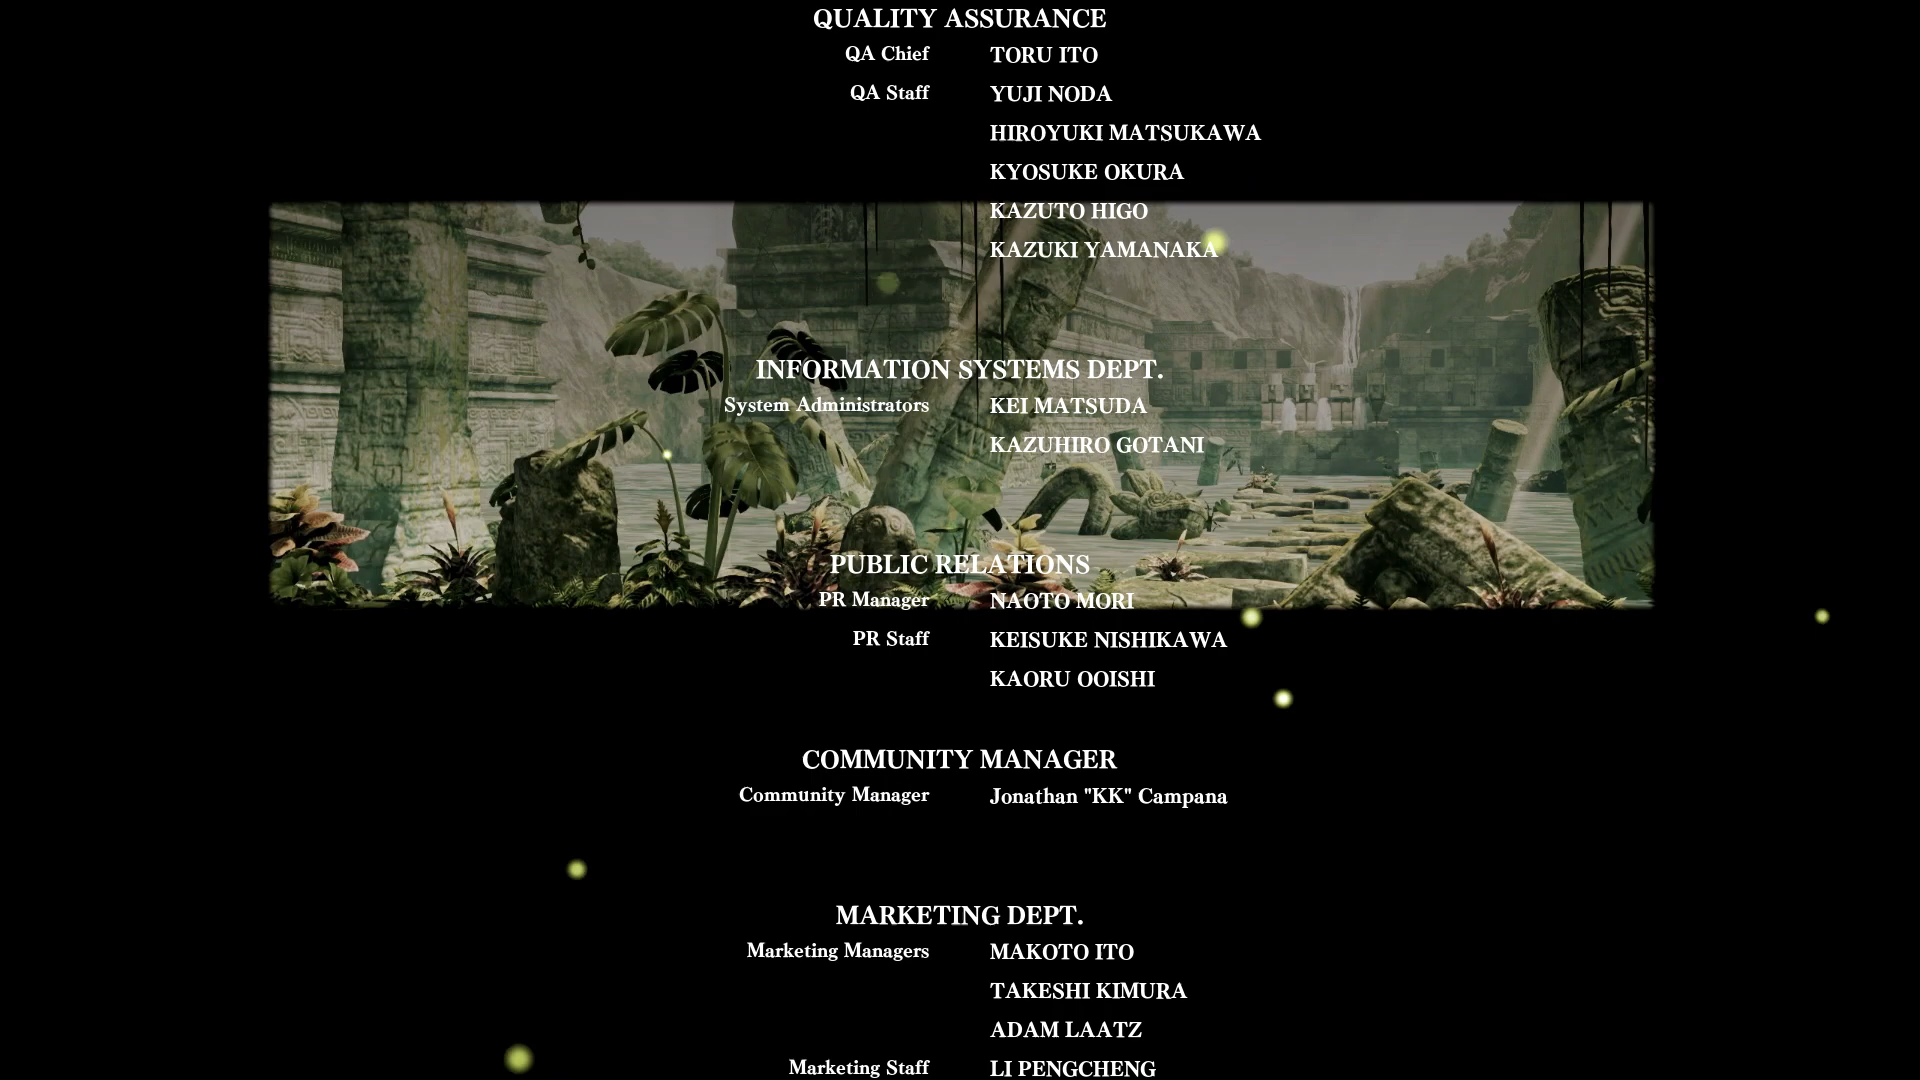 QUALITY ASSURANCE
QA Chief TORU ITO
QA Staff YUJI NODA
HIROYUKI MATSUKAWA
KYOSUKE OKURA
KAZUTO HIGO
KAZUKI YAMANAKA
INFORMATION SYSTEMS DEPT.
System Administrators KEI MATSUDA
KAZUHIRO GOTANI
PUBLIC RELATIONS
PR Manager NAOTO MORI
PR Staff KEISUKE NISHIKAWA
KAORU OOISHI
COMMUNITY MANAGER
Community Manager Jonathan "KK" Campana
MARKETING DEPT.
Marketing Managers MAKOTO ITO
TAKESHI KIMURA
ADAM LAATZ
Marketing Staff LI PENGCHENG